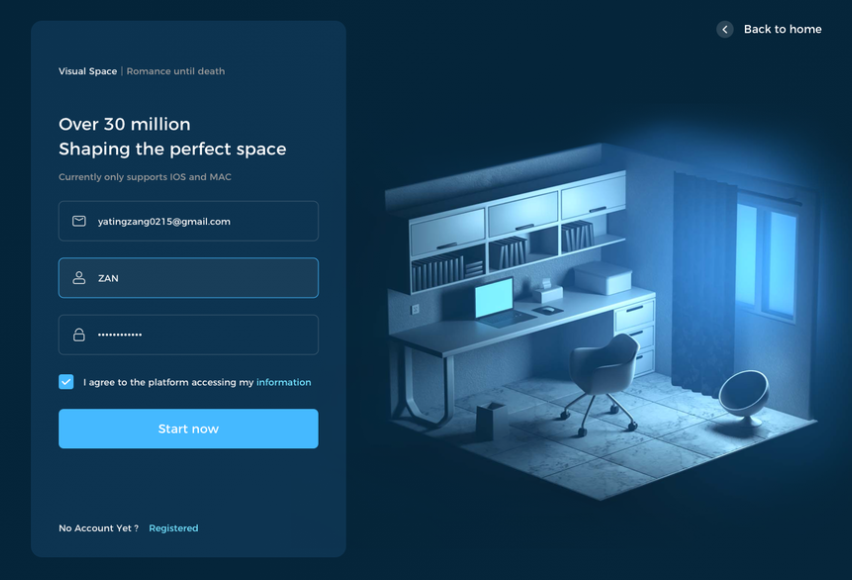 Back to home
Visual Space | Romance until death
Over 30 million
Shaping the perfect space
Currently only supports IOS and MAC
yatingzang0215@gmail.com
ZAN
••••••••••••
I agree to the platform accessing my information
Start now
No Account Yet ? Registered